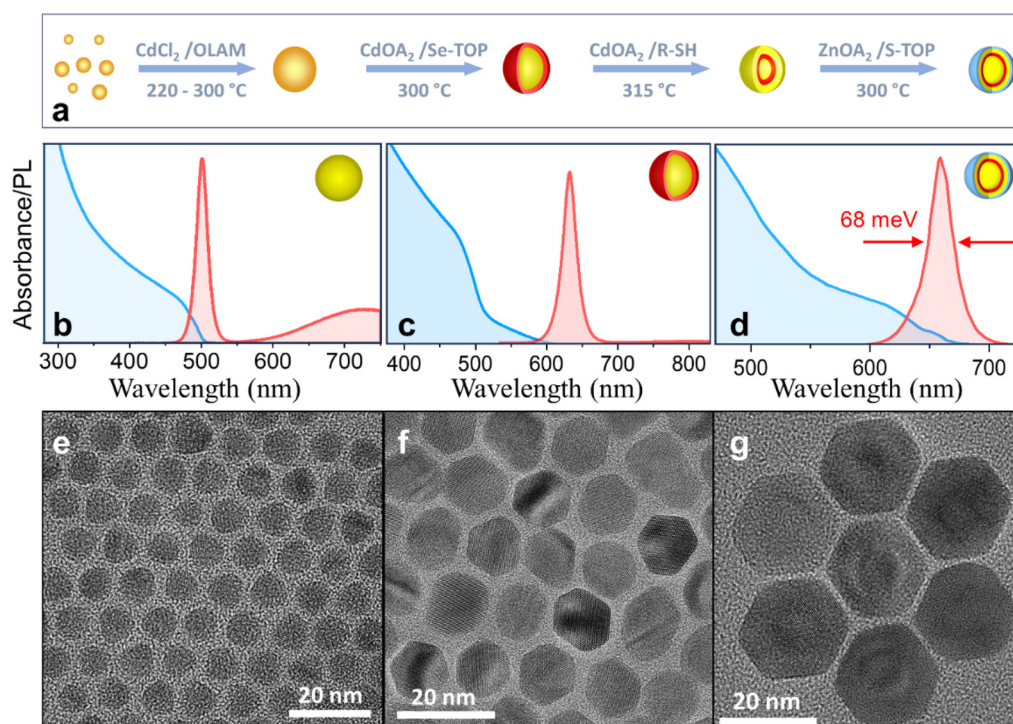 CdCl₂ /OLAM
220 - 300 °C
CdOA₂ /Se-TOP
300 °C
CdOA₂ /R-SH
315 °C
ZnOA₂ /S-TOP
300 °C
a
Absorbance/PL
b
300 400 500 600 700
Wavelength (nm)
c
400 500 600 700 800
Wavelength (nm)
68 meV
d
500 600 700
Wavelength (nm)
e
20 nm
f
20 nm
g
20 nm